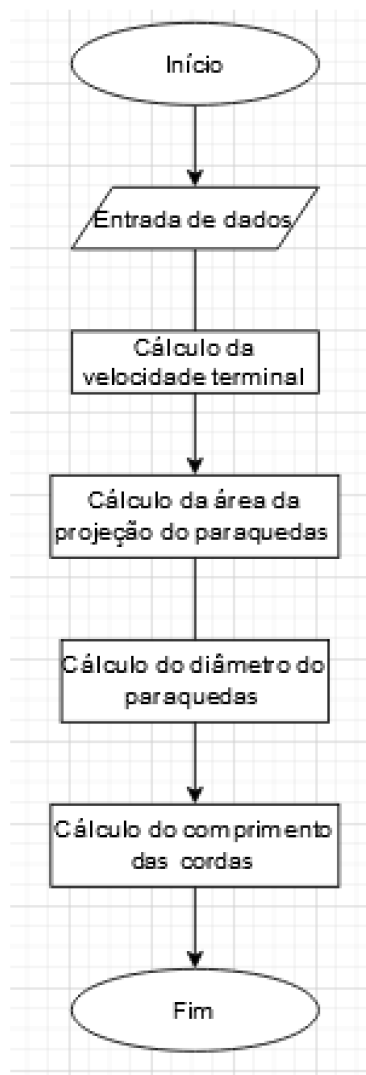 Início
Entrada de dados
Cálculo da
velocidade terminal
Cálculo da área da
projeção do paraquedas
Cálculo do diâmetro do
paraquedas
Cálculo do comprimento
das cordas
Fim